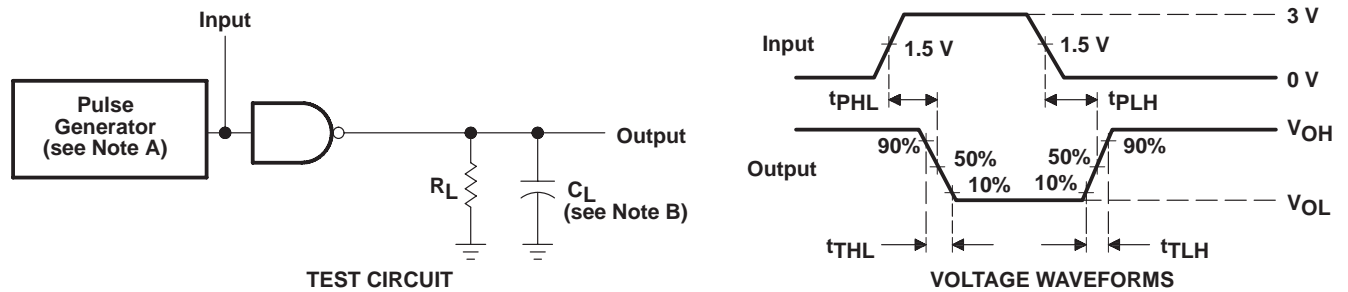 Input
Pulse
Generator
(see Note A)
Output
RL
CL
(see Note B)
TEST CIRCUIT
3 V
Input
1.5 V
1.5 V
0 V
tPHL
tPLH
VOH
90%
50%
50%
90%
Output
10%
10%
VOL
tTHL
tTLH
VOLTAGE WAVEFORMS